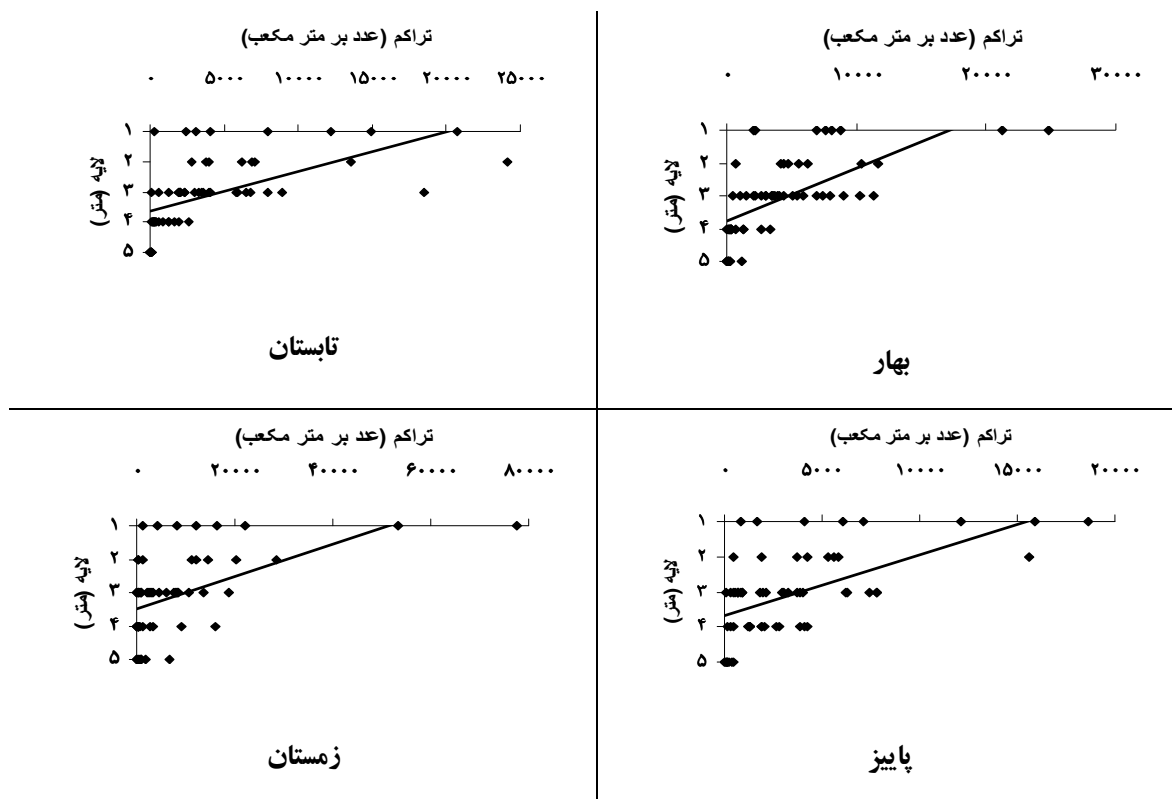 تراکم (عدد بر متر مکعب)
۰ ۱۰۰۰۰ ۲۰۰۰۰ ۳۰۰۰۰
لایه (متر)
۱
۲
۳
۴
۵
بهار
تراکم (عدد بر متر مکعب)
۰ ۵۰۰۰ ۱۰۰۰۰ ۱۵۰۰۰ ۲۰۰۰۰ ۲۵۰۰۰
لایه (متر)
۱
۲
۳
۴
۵
تابستان
تراکم (عدد بر متر مکعب)
۰ ۵۰۰۰ ۱۰۰۰۰ ۱۵۰۰۰ ۲۰۰۰۰
لایه (متر)
۱
۲
۳
۴
۵
پاییز
تراکم (عدد بر متر مکعب)
۰ ۲۰۰۰۰ ۴۰۰۰۰ ۶۰۰۰۰ ۸۰۰۰۰
لایه (متر)
۱
۲
۳
۴
۵
زمستان